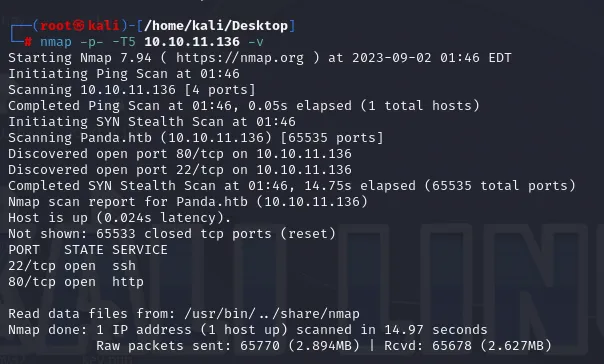 ┌──(root㉿kali)-[/home/kali/Desktop]
└─# nmap -p- -T5 10.10.11.136 -v
Starting Nmap 7.94 ( https://nmap.org ) at 2023-09-02 01:46 EDT
Initiating Ping Scan at 01:46
Scanning 10.10.11.136 [4 ports]
Completed Ping Scan at 01:46, 0.05s elapsed (1 total hosts)
Initiating SYN Stealth Scan at 01:46
Scanning Panda.htb (10.10.11.136) [65535 ports]
Discovered open port 80/tcp on 10.10.11.136
Discovered open port 22/tcp on 10.10.11.136
Completed SYN Stealth Scan at 01:46, 14.75s elapsed (65535 total ports)
Nmap scan report for Panda.htb (10.10.11.136)
Host is up (0.024s latency).
Not shown: 65533 closed tcp ports (reset)
PORT   STATE SERVICE
22/tcp open  ssh
80/tcp open  http
Read data files from: /usr/bin/../share/nmap
Nmap done: 1 IP address (1 host up) scanned in 14.97 seconds
Raw packets sent: 65770 (2.894MB) | Rcvd: 65678 (2.627MB)